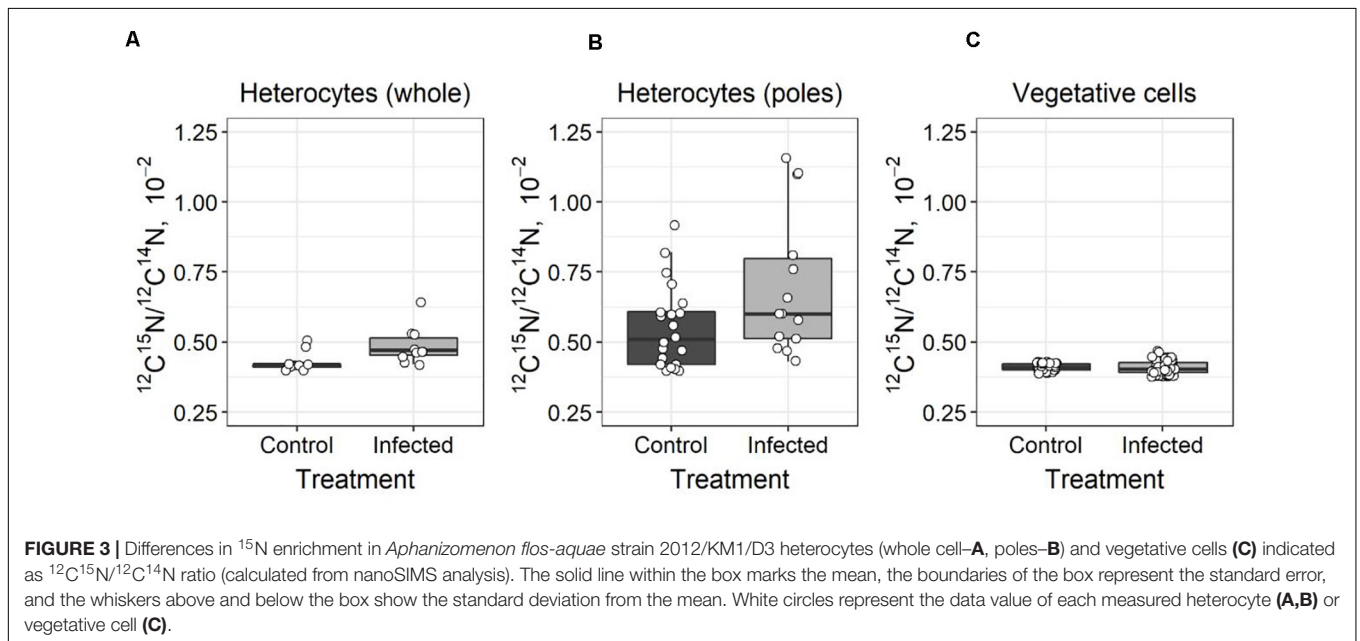 A
B
C
Heterocytes (whole)
Heterocytes (poles)
Vegetative cells
¹²C¹⁵N/¹²C¹⁴N, 10⁻²
1.25
1.00
0.75
0.50
0.25
Control Infected
Treatment
¹²C¹⁵N/¹²C¹⁴N, 10⁻²
1.25
1.00
0.75
0.50
0.25
Control Infected
Treatment
¹²C¹⁵N/¹²C¹⁴N, 10⁻²
1.25
1.00
0.75
0.50
0.25
Control Infected
Treatment
FIGURE 3 | Differences in ¹⁵N enrichment in Aphanizomenon flos-aquae strain 2012/KM1/D3 heterocytes (whole cell–A, poles–B) and vegetative cells (C) indicated
as ¹²C¹⁵N/¹²C¹⁴N ratio (calculated from nanoSIMS analysis). The solid line within the box marks the mean, the boundaries of the box represent the standard error,
and the whiskers above and below the box show the standard deviation from the mean. White circles represent the data value of each measured heterocyte (A,B) or
vegetative cell (C).